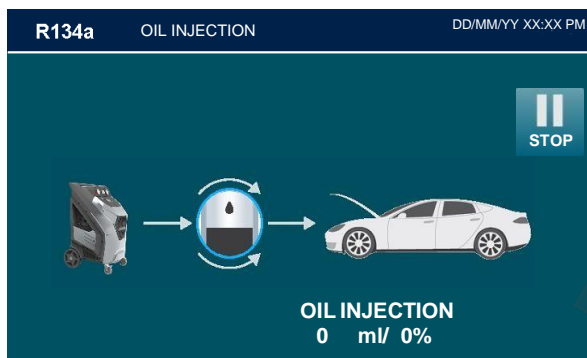 R134a OIL INJECTION DD/MM/YY XX:XX PM
STOP
OIL INJECTION
0 ml/ 0%